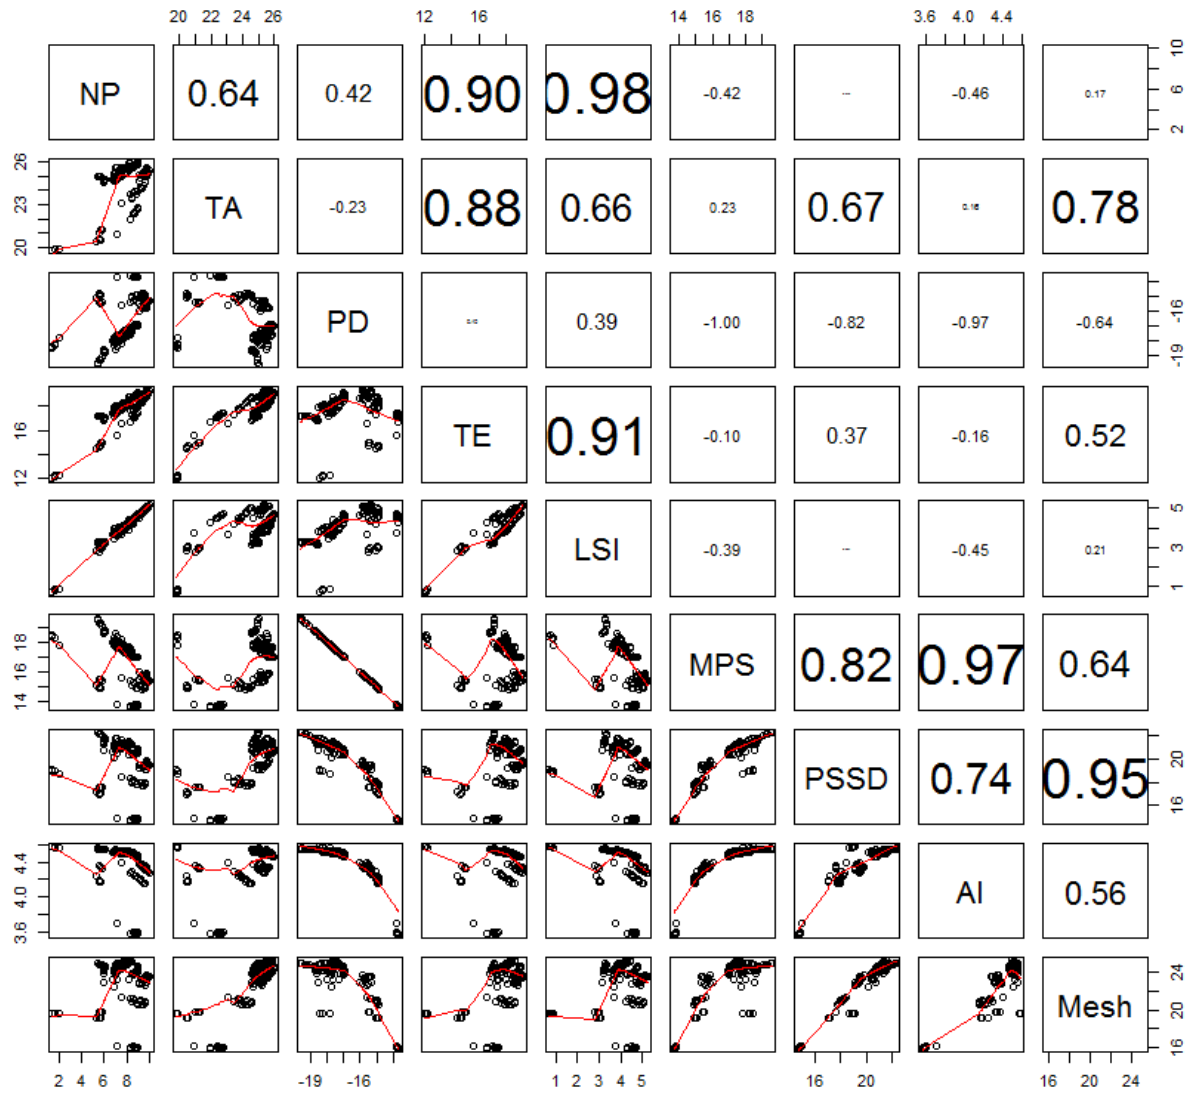 20 22 24 26 12 16 14 16 18 3.6 4.0 4.4
NP 0.64 0.42 0.90 0.98 -0.42 -0.46 0.17 2 6 10
20 23 26 TA -0.23 0.88 0.66 0.23 0.67 0.78
PD 0.39 -1.00 -0.82 -0.97 -0.64 -19 -16
12 16 TE 0.91 -0.10 0.37 -0.16 0.52
LSI -0.39 -0.45 0.21 1 3 5
14 16 18 MPS 0.82 0.97 0.64
PSSD 0.74 0.95 16 20
3.6 4.0 4.4 AI 0.56
Mesh 16 20 24
2 4 6 8 -19 -16 1 2 3 4 5 16 20 16 20 24